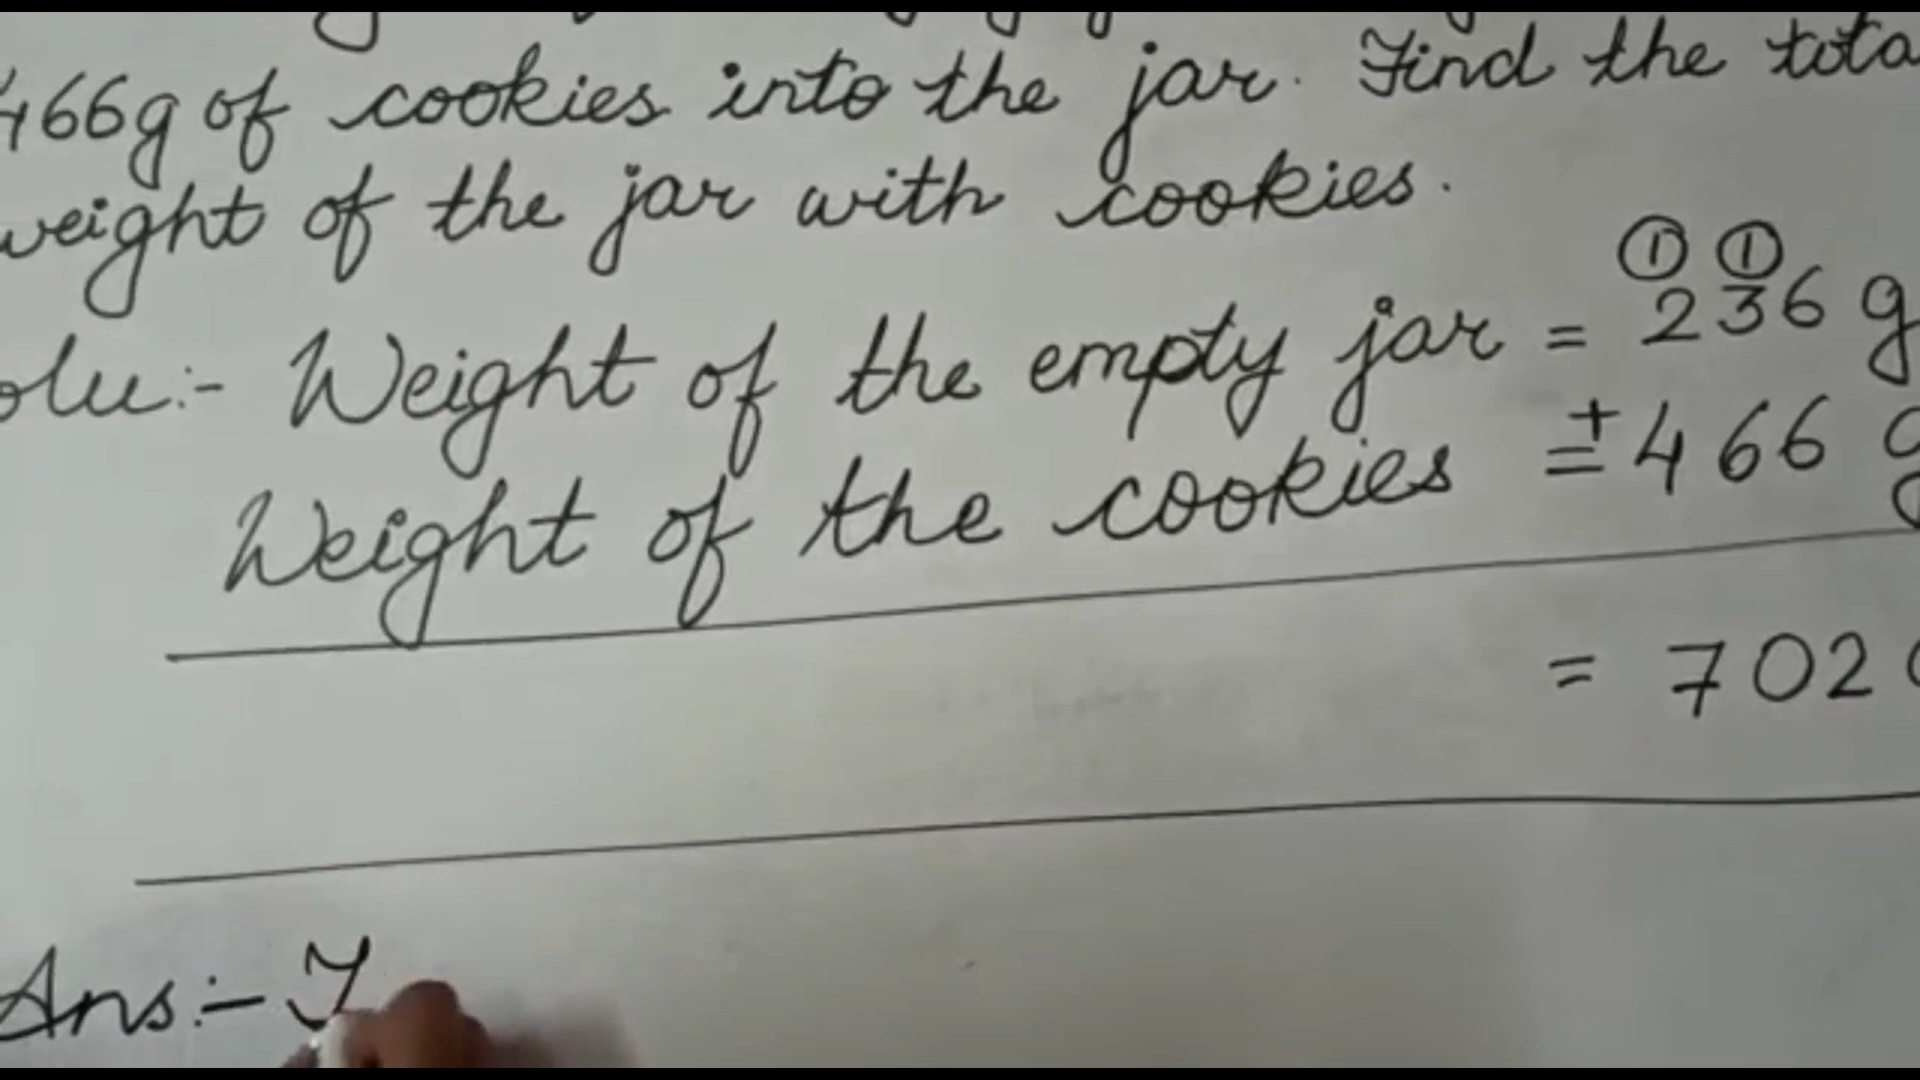 466g of cookies into the jar. Find the tota
weight of the jar with cookies.
① ①
olu:- Weight of the empty jar = 236 g
Weight of the cookies =+ 466 g
= 702 g
Ans:-